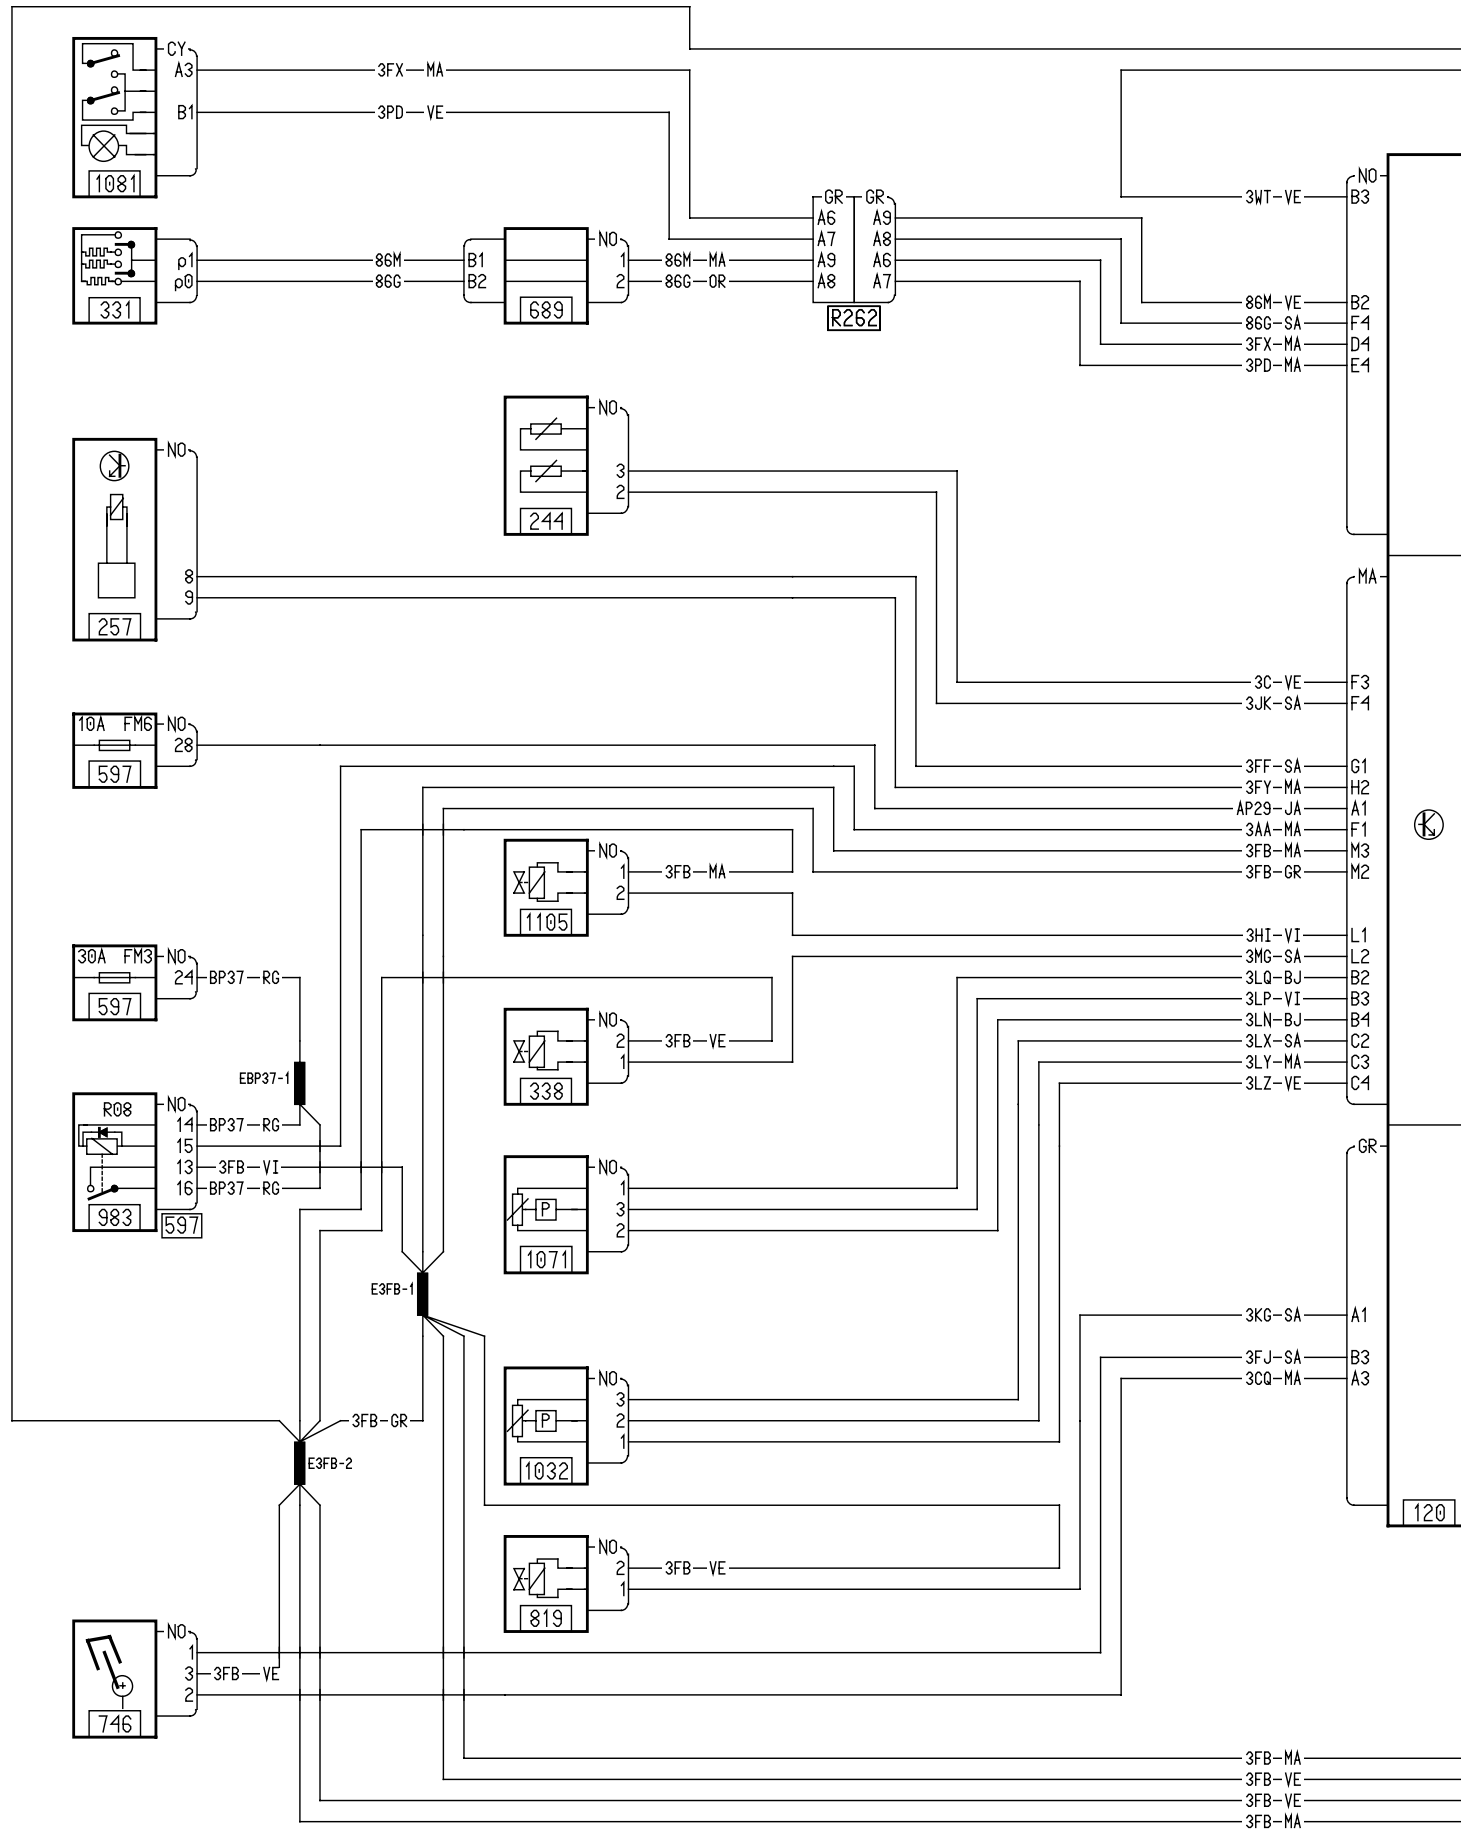 CY
A3
3FX MA
B1
3PD VE
1081
NO
B3
3WT-VE
GR GR
A6 A9
A7 A8
A9 A6
A8 A7
R262
p1 86M B1
p0 86G B2
331
NO
1 86M-MA
2 86G-OR
689
86M-VE B2
86G-SA F4
3FX-MA D4
3PD-MA E4
NO
3
2
244
NO
8
9
257
MA
3C-VE F3
3JK-SA F4
10A FM6 NO
28
597
3FF-SA G1
3FY-MA H2
AP29-JA A1
3AA-MA F1
3FB-MA M3
3FB-GR M2
NO
1 3FB MA
2
1105
3HI-VI L1
3MG-SA L2
3LQ-BJ B2
3LP-VI B3
3LN-BJ B4
3LX-SA C2
3LY-MA C3
3LZ-VE C4
30A FM3 NO
24 BP37-RG
597
NO
2 3FB VE
1
338
EBP37-1
R08 NO
14 BP37-RG
15
13 3FB VI
16 BP37-RG
983 597
NO
1
P 3
2
1071
GR
E3FB-1
3KG-SA A1
3FJ-SA B3
3CQ-MA A3
NO
3
P 2
1
1032
3FB-GR
E3FB-2
120
NO
2 3FB VE
1
819
NO
1
3 3FB VE
2
746
3FB-MA
3FB-VE
3FB-VE
3FB-MA